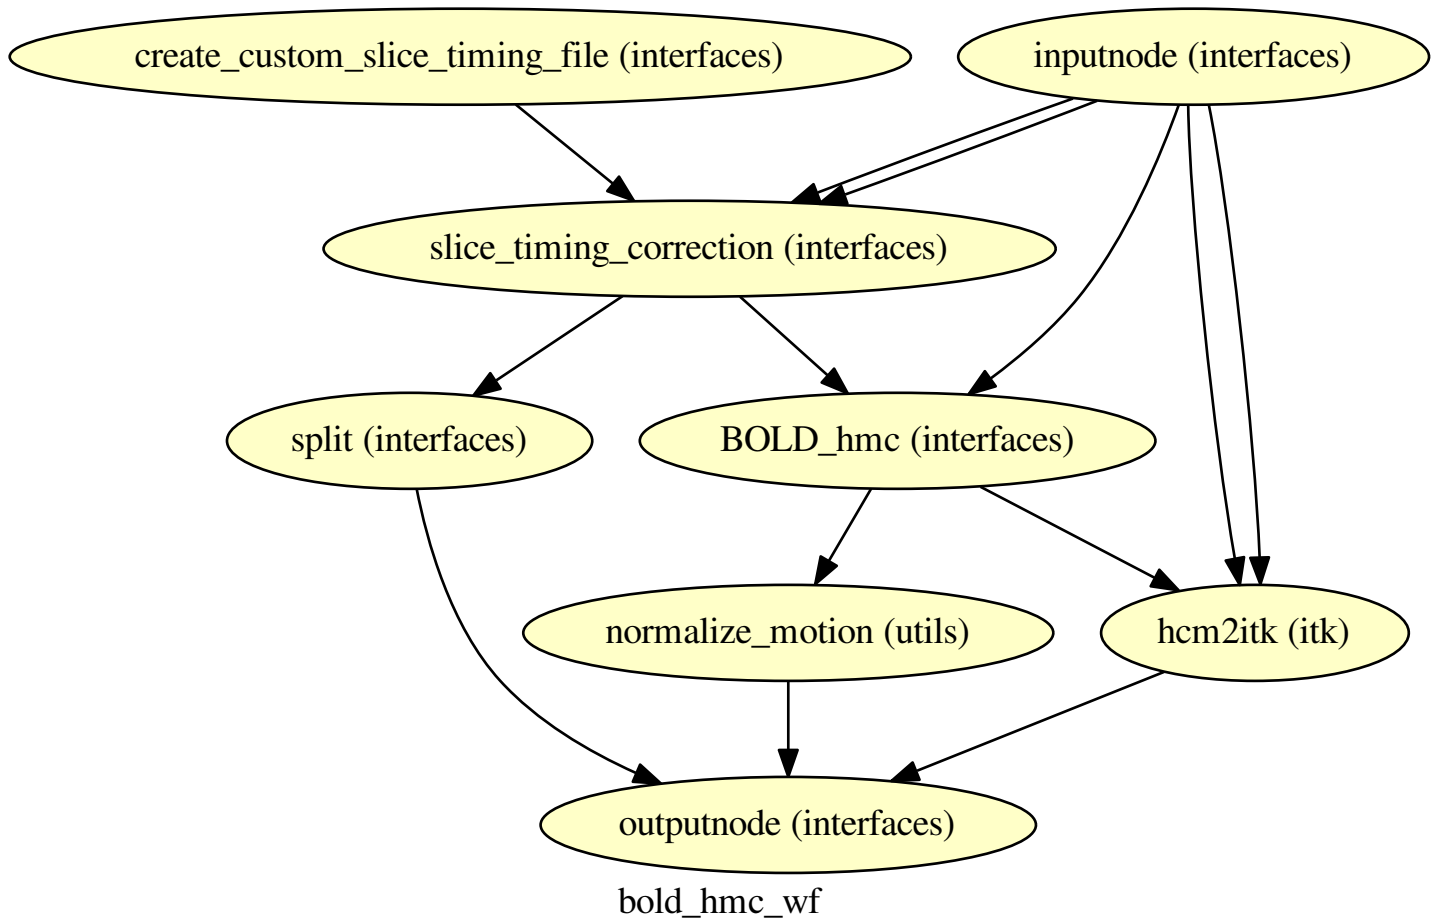 create_custom_slice_timing_file (interfaces)
inputnode (interfaces)
slice_timing_correction (interfaces)
split (interfaces)
BOLD_hmc (interfaces)
normalize_motion (utils)
hcm2itk (itk)
outputnode (interfaces)
bold_hmc_wf